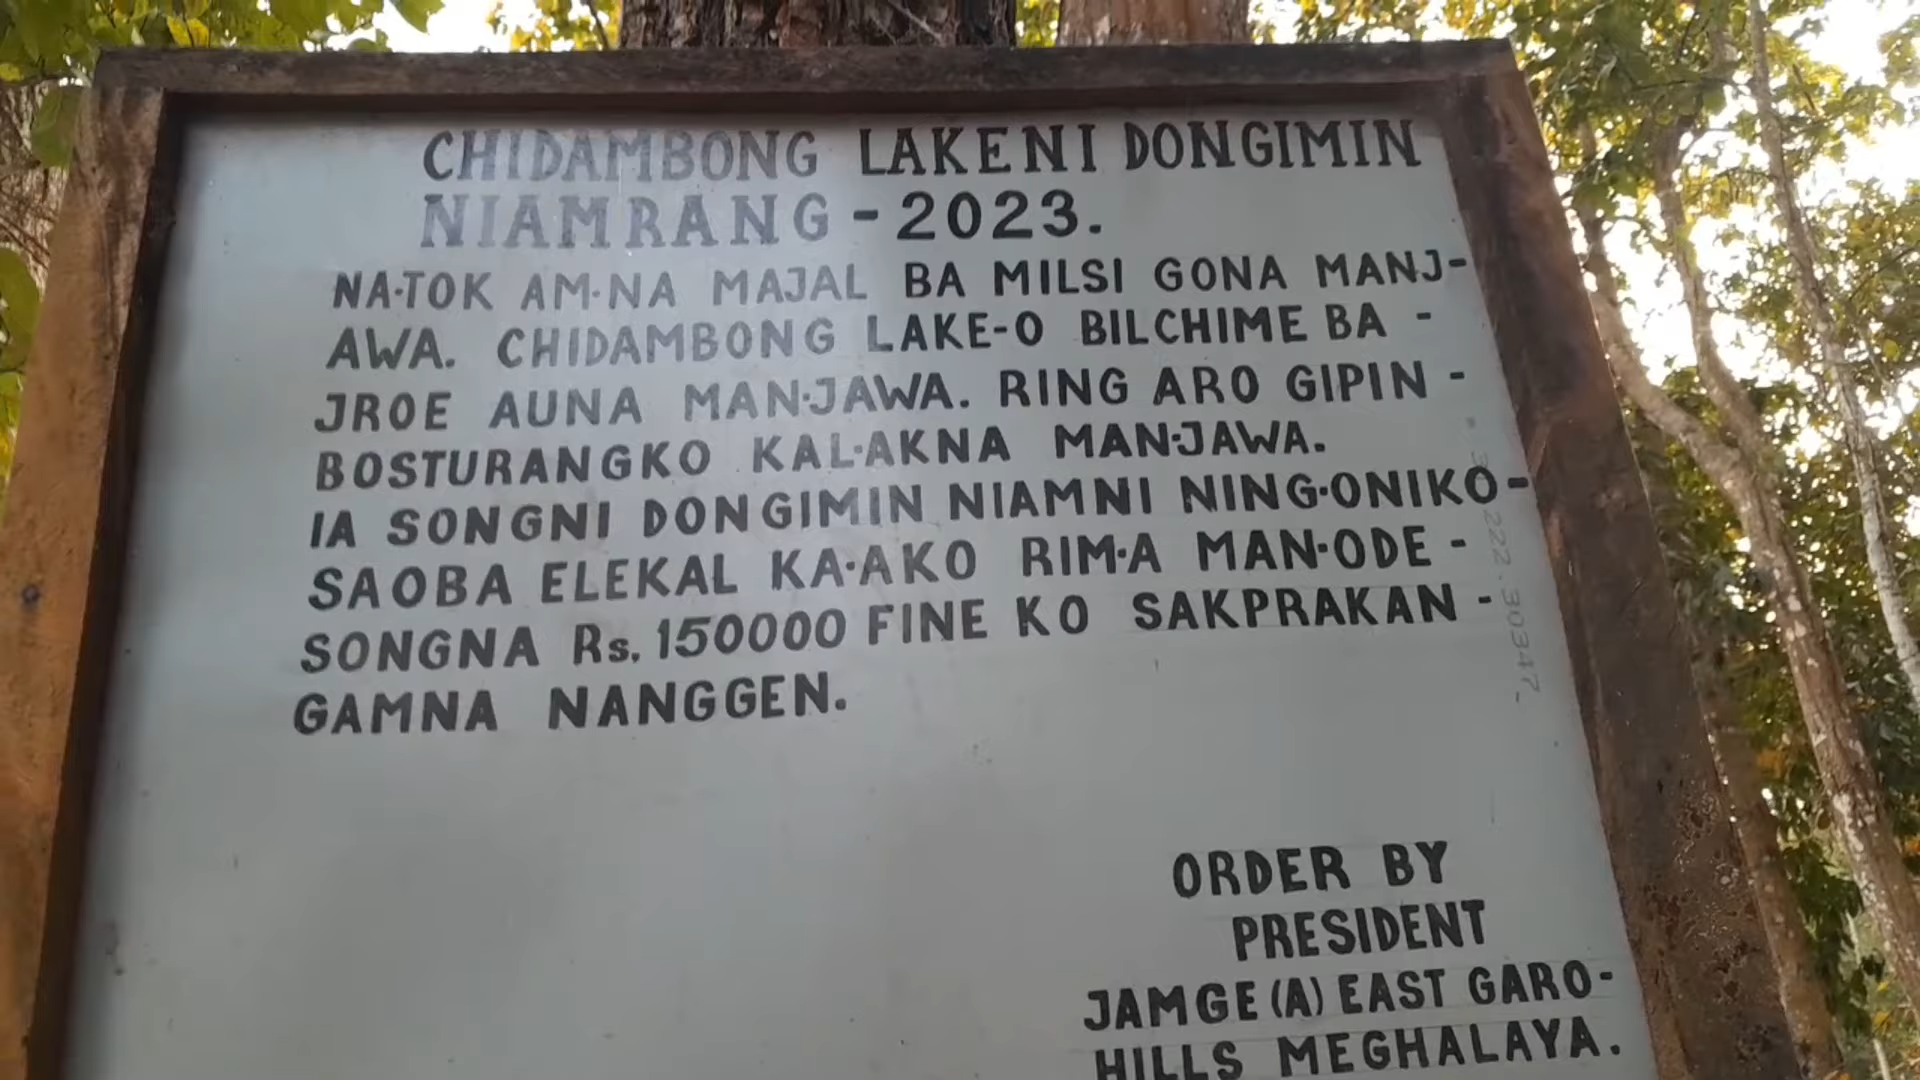 CHIDAMBONG LAKENI DONGIMIN
NIAMRANG - 2023.
NA·TOK AM·NA MAJAL BA MILSI GONA MANJ-
AWA. CHIDAMBONG LAKE-O BILCHIME BA -
JROE AUNA MAN·JAWA. RING ARO GIPIN -
BOSTURANGKO KAL·AKNA MAN·JAWA.
IA SONGNI DONGIMIN NIAMNI NING·ONIKO-
SAOBA ELEKAL KA·AKO RIM·A MAN·ODE -
SONGNA Rs. 150000 FINE KO SAKPRAKAN -
GAMNA NANGGEN.
ORDER BY
PRESIDENT
JAMGE (A) EAST GARO-
HILLS MEGHALAYA.